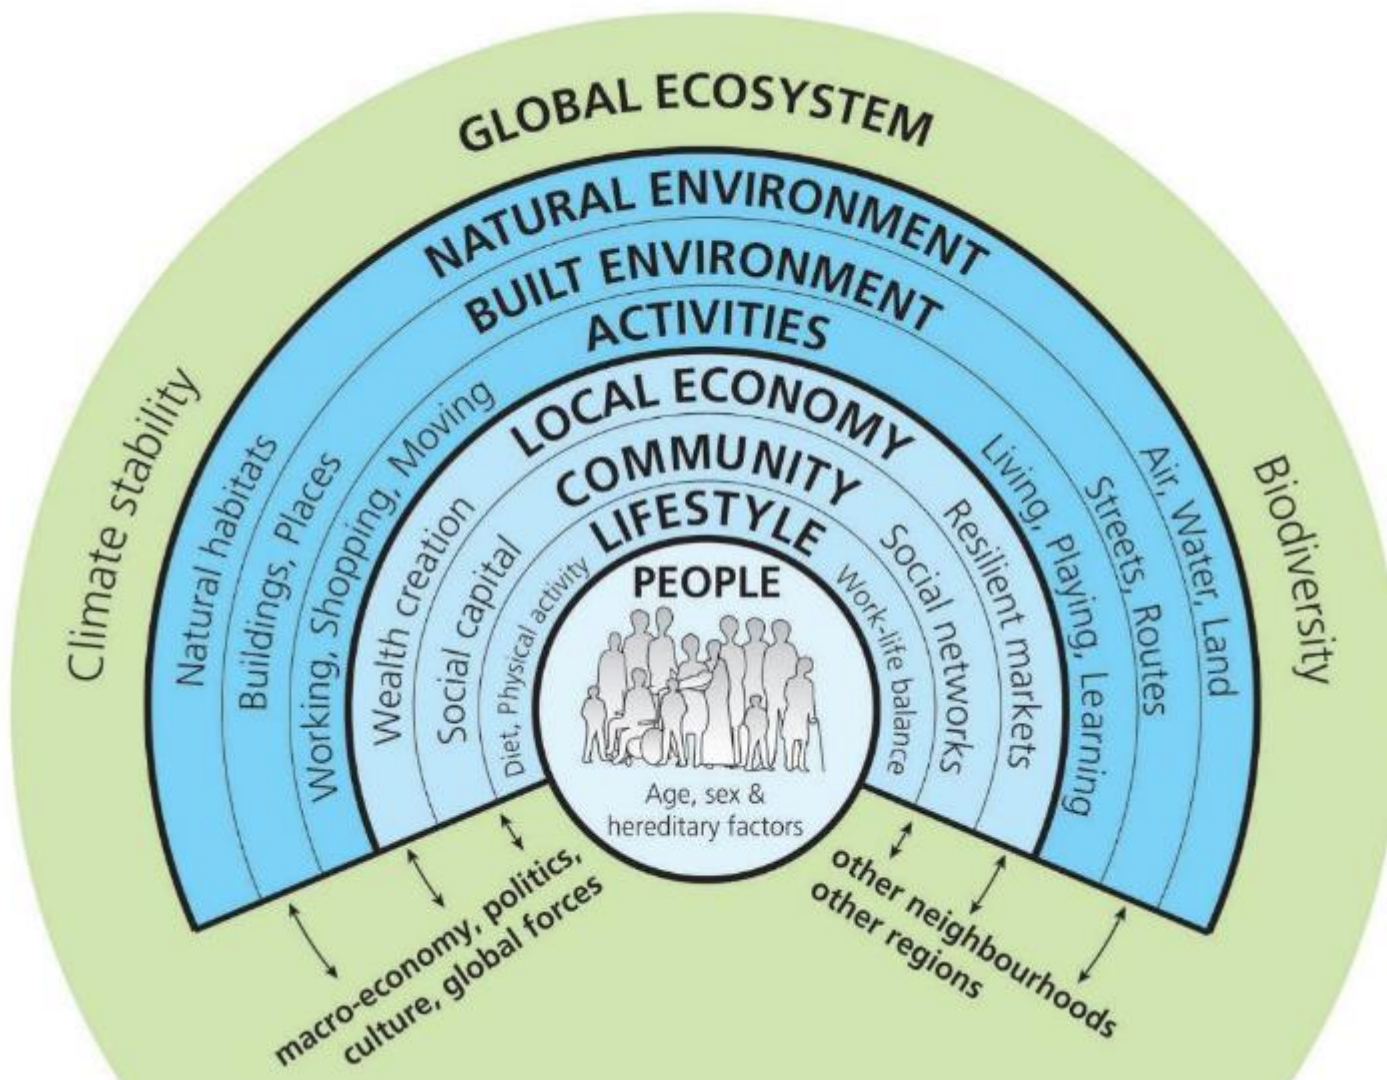 GLOBAL ECOSYSTEM
NATURAL ENVIRONMENT
BUILT ENVIRONMENT
ACTIVITIES
LOCAL ECONOMY
COMMUNITY
LIFESTYLE
PEOPLE
Age, sex &
hereditary factors
Climate stability
Natural habitats
Buildings, Places
Working, Shopping, Moving
Wealth creation
Social capital
Diet, Physical activity
Work-life balance
Social networks
Resilient markets
Living, Playing, Learning
Streets, Routes
Air, Water, Land
Biodiversity
macro-economy, politics,
culture, global forces
other neighbourhoods
other regions